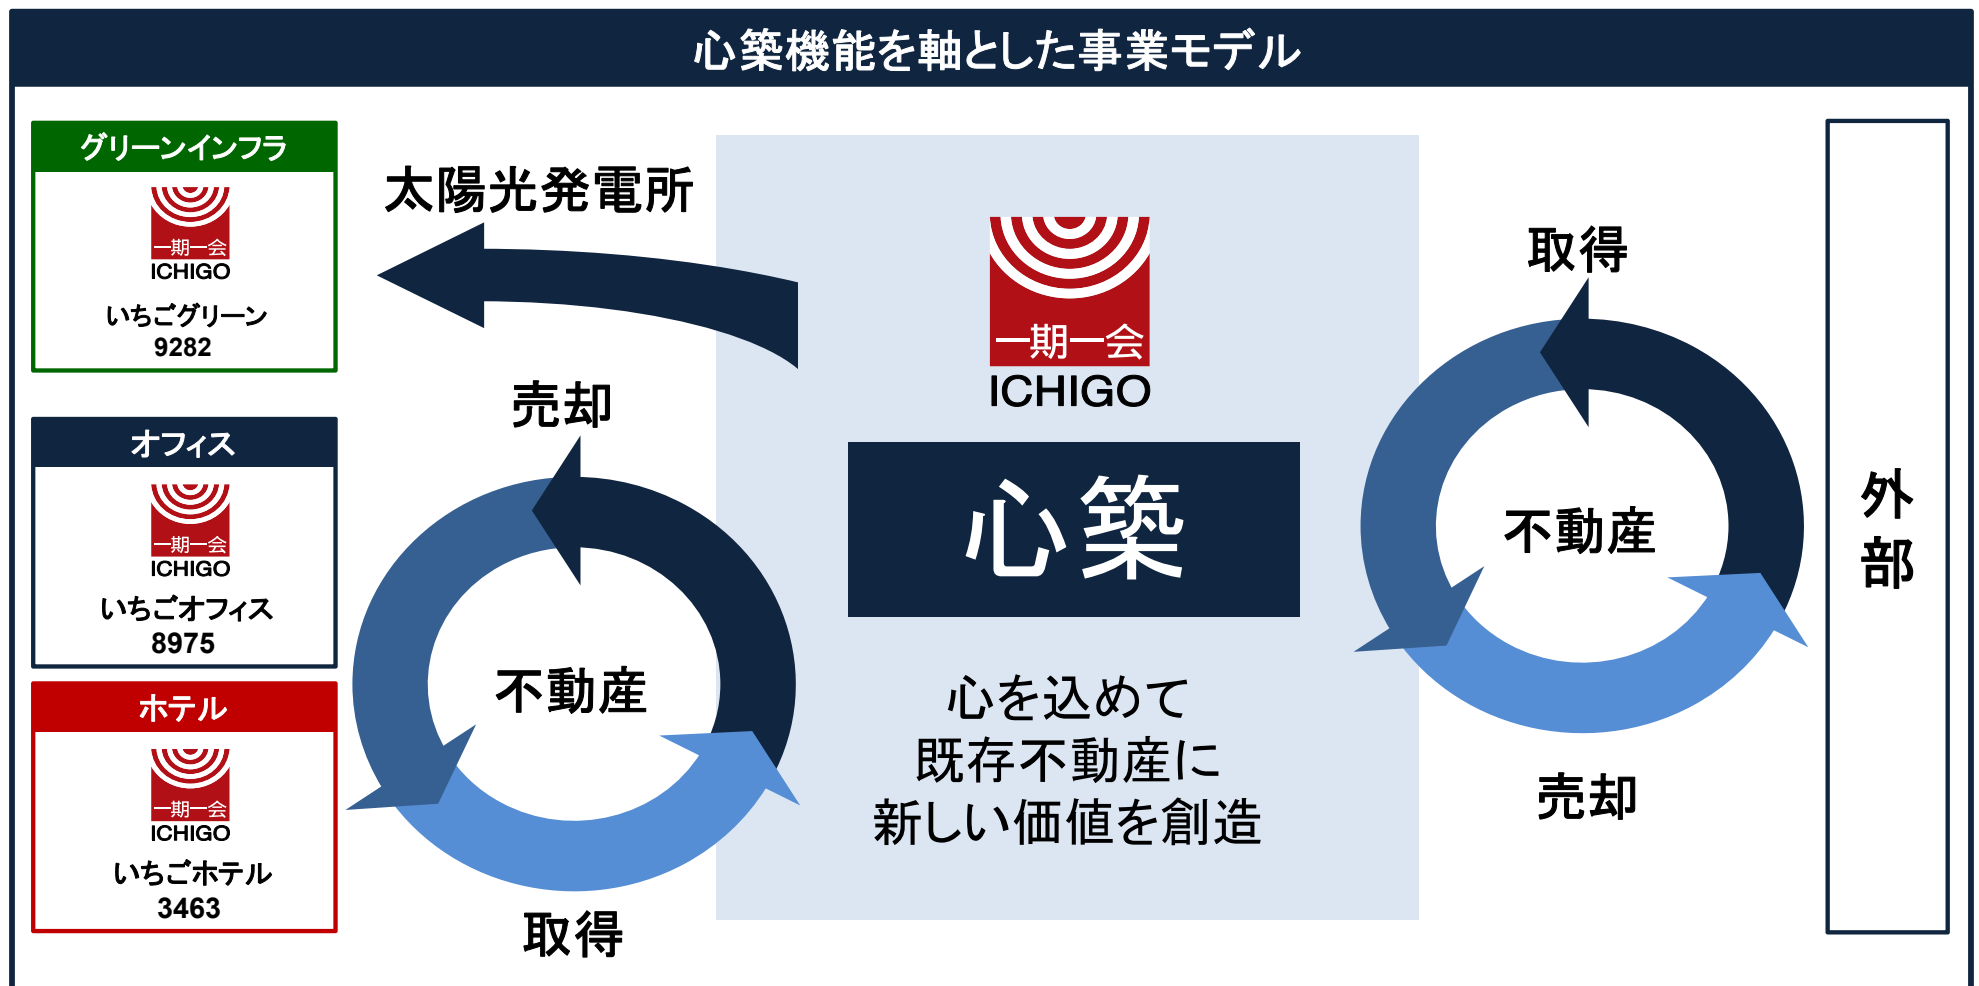 心築機能を軸とした事業モデル
グリーンインフラ
一期一会
ICHIGO
いちごグリーン
9282
オフィス
一期一会
ICHIGO
いちごオフィス
8975
ホテル
一期一会
ICHIGO
いちごホテル
3463
太陽光発電所
売却
不動産
取得
一期一会
ICHIGO
心築
心を込めて
既存不動産に
新しい価値を創造
取得
不動産
売却
外
部